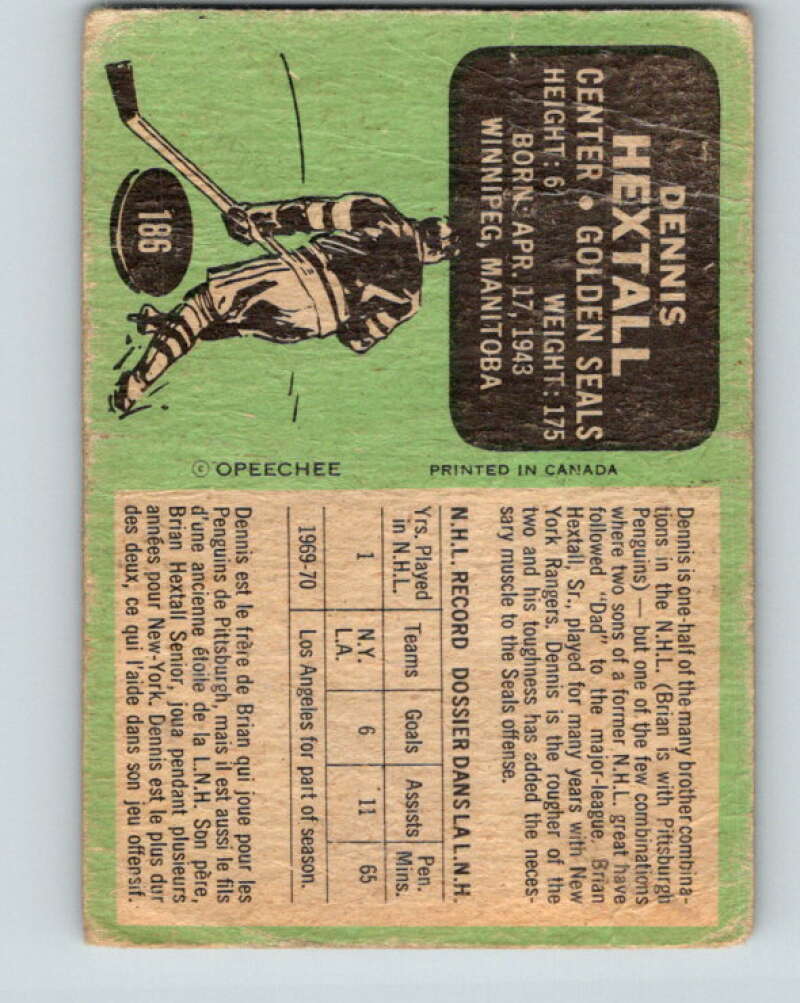 DENNIS
HEXTALL
CENTER • GOLDEN SEALS
HEIGHT: 6 WEIGHT: 175
BORN: APR. 17, 1943
WINNIPEG, MANITOBA
186
© OPEECHEE
PRINTED IN CANADA
Dennis is one-half of the many brother combina-
tions in the N.H.L. (Brian is with Pittsburgh
Penguins) — but one of the few combinations
where two sons of a former N.H.L. great have
followed "Dad" to the major-league. Brian
Hextall, Sr., played for many years with New
York Rangers. Dennis is the rougher of the
two and his toughness has added the neces-
sary muscle to the Seals offense.
N.H.L. RECORD DOSSIER DANS LA L.N.H.
Yrs. Played in N.H.L. Teams Goals Assists Pen. Mins.
1 N.Y. L.A. 6 11 65
1969-70 Los Angeles for part of season.
Dennis est le frère de Brian qui joue pour les
Penguins de Pittsburgh, mais il est aussi le fils
d'une ancienne étoile de la L.N.H. Son père,
Brian Hextall Senior, joua pendant plusieurs
années pour New-York. Dennis est le plus dur
des deux, ce qui l'aide dans son jeu offensif.